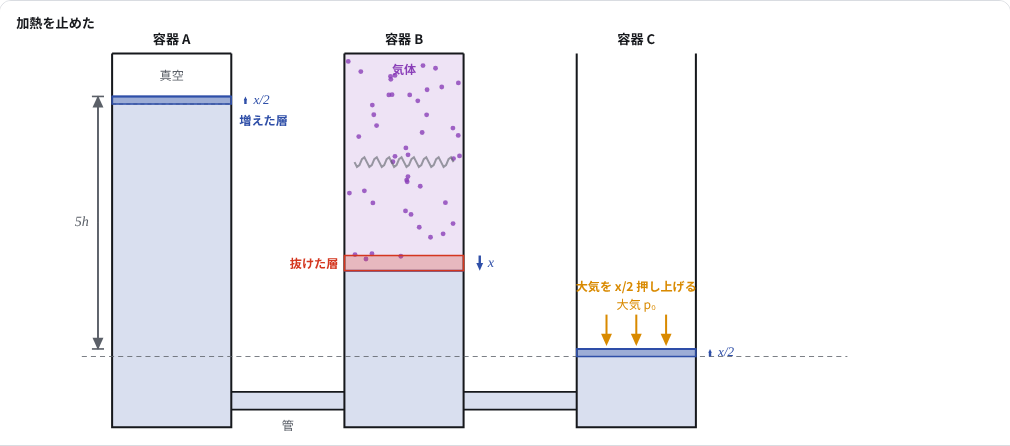 加熱を止めた
容器 A
容器 B
容器 C
真空
気体
x/2
増えた層
5h
抜けた層
x
大気を x/2 押し上げる
大気 p₀
x/2
管